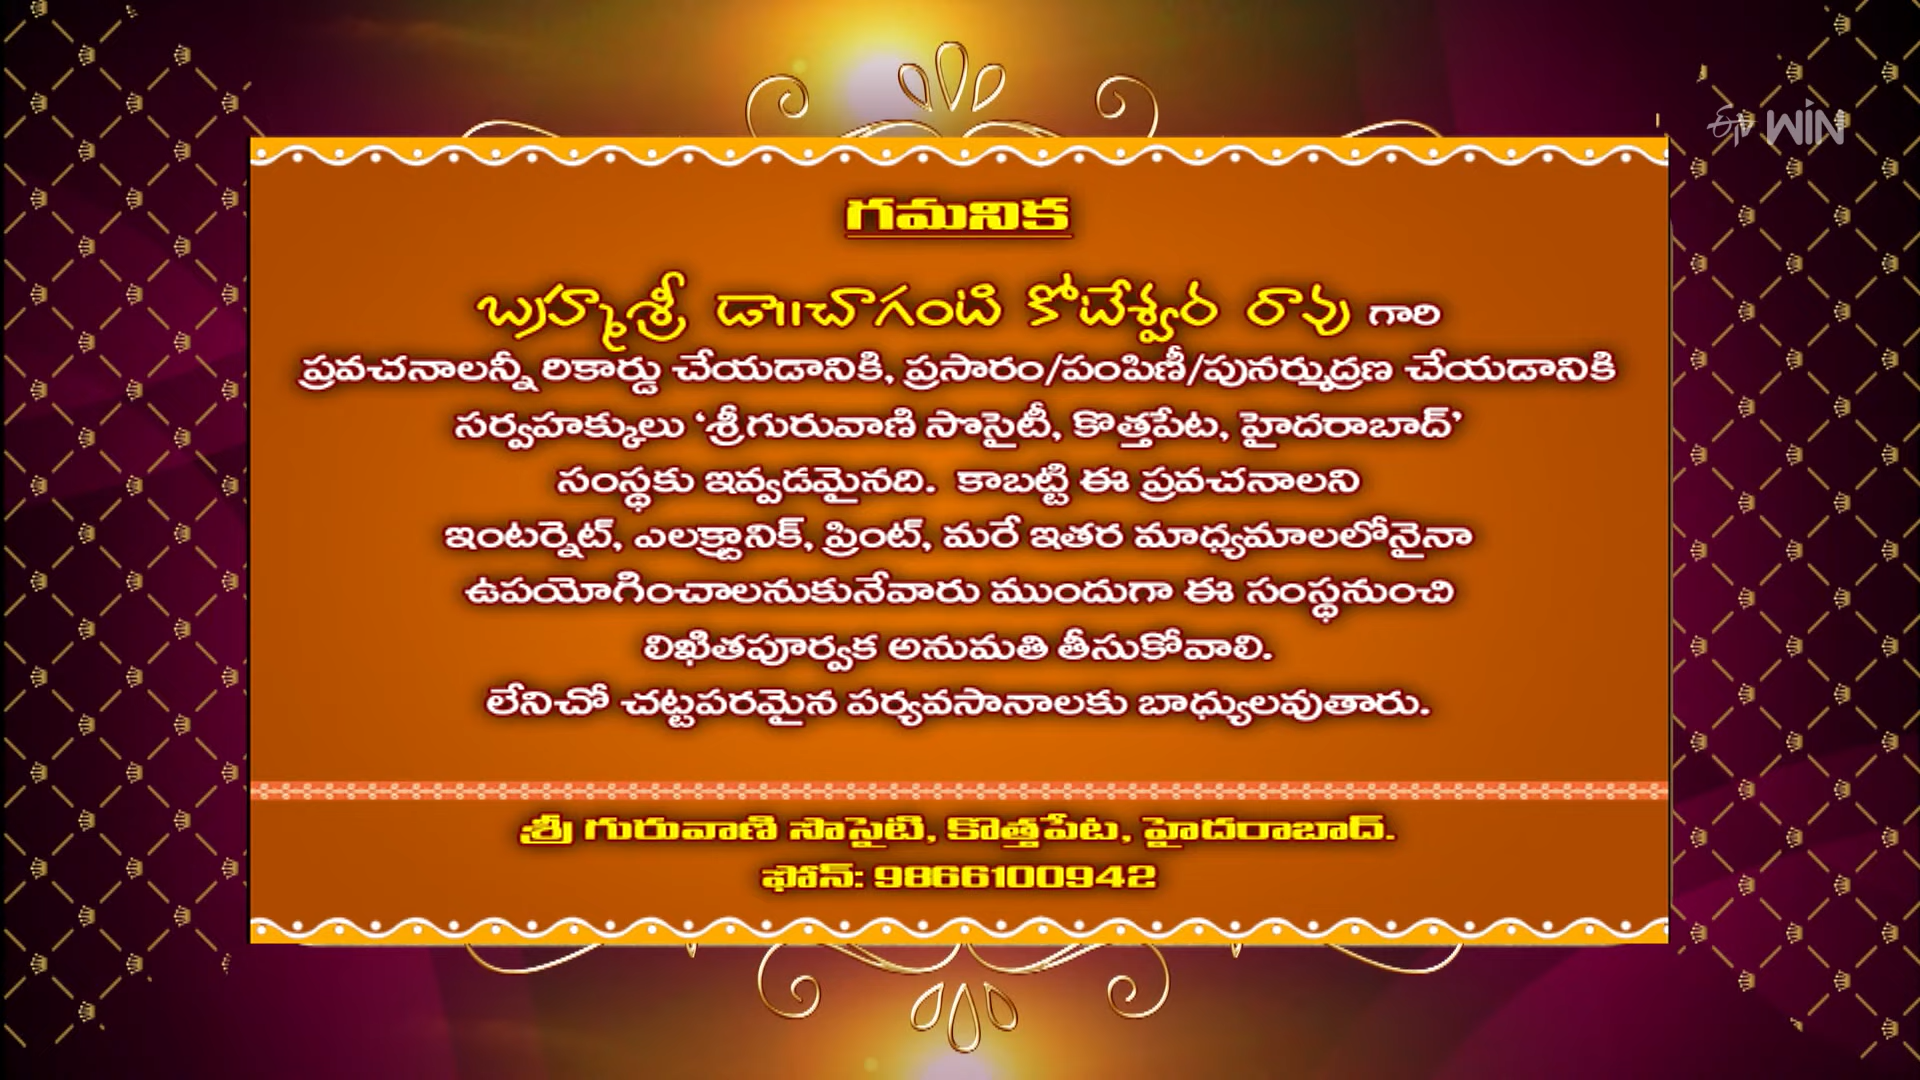 ఈటీవీ WIN
గమనిక
బ్రహ్మశ్రీ డా॥చాగంటి కోటేశ్వర రావు గారి
ప్రవచనాలన్నీ రికార్డు చేయడానికి, ప్రసారం/పంపిణీ/పునర్ముద్రణ చేయడానికి
సర్వహక్కులు ‘శ్రీగురువాణి సొసైటీ, కొత్తపేట, హైదరాబాద్’
సంస్థకు ఇవ్వడమైనది. కాబట్టి ఈ ప్రవచనాలని
ఇంటర్నెట్, ఎలక్ట్రానిక్, ప్రింట్, మరే ఇతర మాధ్యమాలలోనైనా
ఉపయోగించాలనుకునేవారు ముందుగా ఈ సంస్థనుంచి
లిఖితపూర్వక అనుమతి తీసుకోవాలి.
లేనిచో చట్టపరమైన పర్యవసానాలకు బాధ్యులవుతారు.
శ్రీ గురువాణి సొసైటి, కొత్తపేట, హైదరాబాద్.
ఫోన్: 9866100942